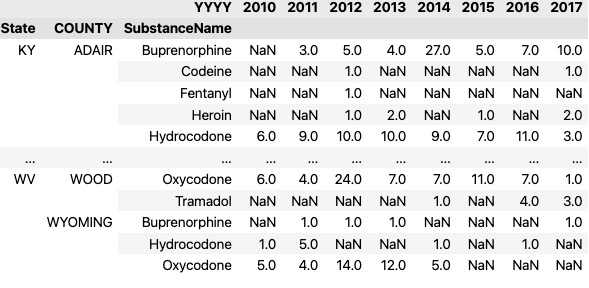 YYYY 2010 2011 2012 2013 2014 2015 2016 2017
State COUNTY SubstanceName
KY ADAIR Buprenorphine NaN 3.0 5.0 4.0 27.0 5.0 7.0 10.0
Codeine NaN NaN 1.0 NaN NaN NaN NaN 1.0
Fentanyl NaN NaN 1.0 NaN NaN NaN NaN NaN
Heroin NaN NaN 1.0 2.0 NaN 1.0 NaN 2.0
Hydrocodone 6.0 9.0 10.0 10.0 9.0 7.0 11.0 3.0
... ... ... ... ... ... ... ... ... ... ...
WV WOOD Oxycodone 6.0 4.0 24.0 7.0 7.0 11.0 7.0 1.0
Tramadol NaN NaN NaN NaN 1.0 NaN 4.0 3.0
WYOMING Buprenorphine NaN 1.0 1.0 1.0 NaN NaN NaN 1.0
Hydrocodone 1.0 5.0 NaN NaN 1.0 NaN 1.0 NaN
Oxycodone 5.0 4.0 14.0 12.0 5.0 NaN NaN NaN